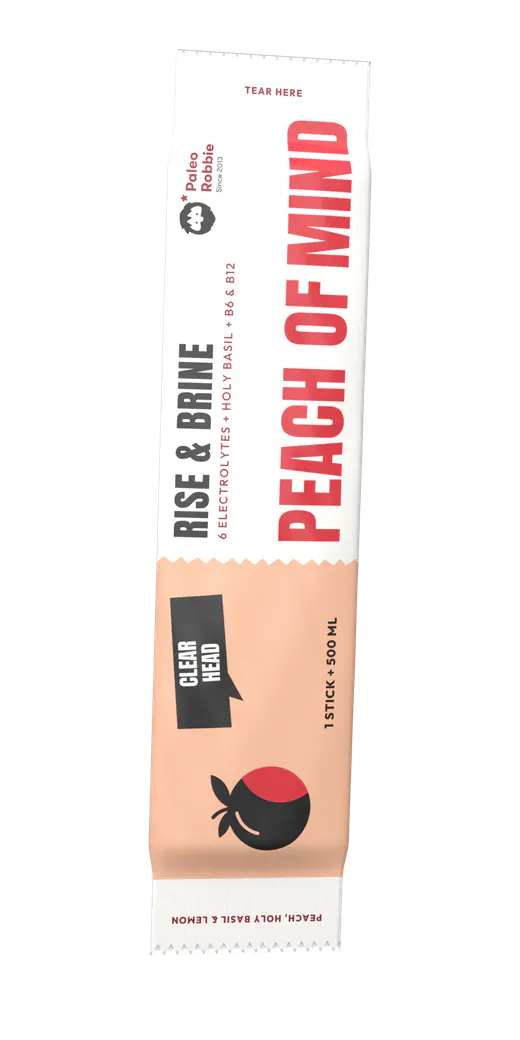 TEAR HERE
Paleo
Robbie
Since 2013
RISE & BRINE
6 ELECTROLYTES + HOLY BASIL + B6 & B12
PEACH OF MIND
CLEAR
HEAD
1 STICK + 500 ML
PEACH, HOLY BASIL & LEMON